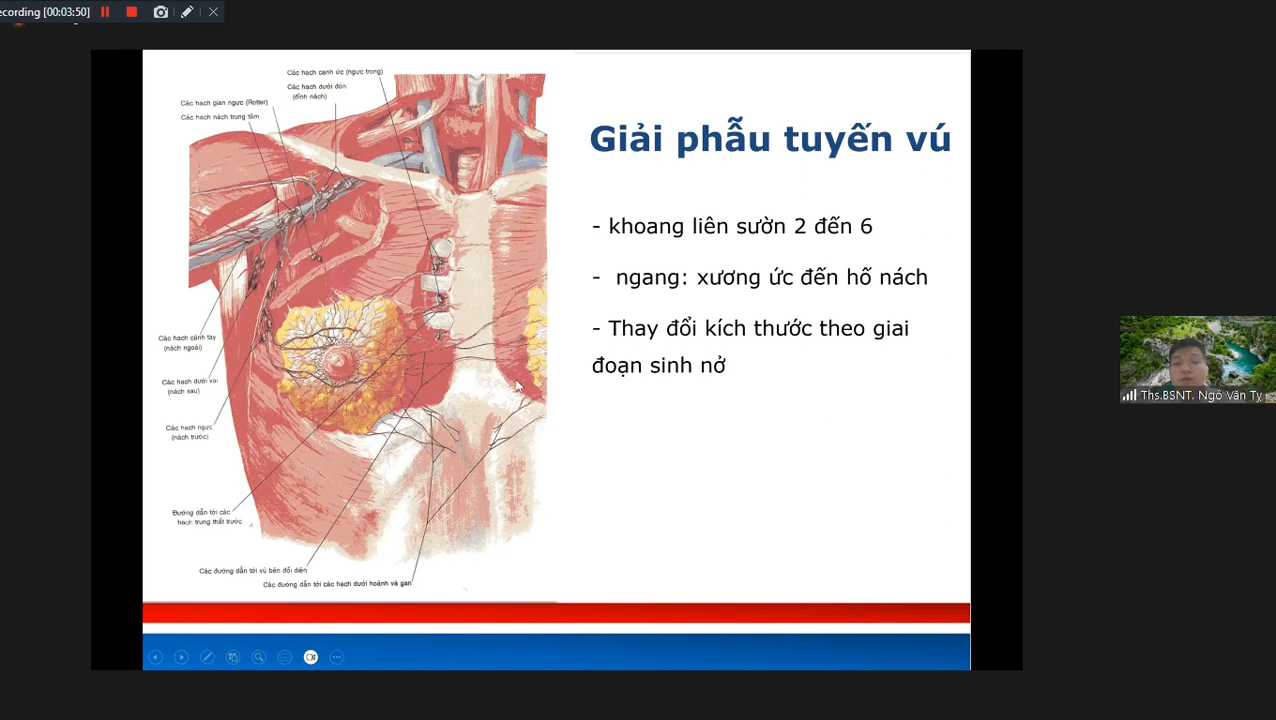 ecording [00:03:50]
Các hạch cạnh ức (ngực trong)
Các hạch dưới đòn
(đỉnh nách)
Các hạch gian ngực (Rotter)
Các hạch nách trung tâm
Giải phẫu tuyến vú
- khoang liên sườn 2 đến 6
- ngang: xương ức đến hố nách
- Thay đổi kích thước theo giai
đoạn sinh nở
Các hạch cánh tay
(nách ngoài)
Các hạch dưới vai
(nách sau)
Các hạch ngực
(nách trước)
Đường dẫn tới các
hạch trung thất trước
Các đường dẫn tới vú bên đối diện
Các đường dẫn tới các hạch dưới hoành và gan
Ths.BSNT. Ngô Văn Tỵ